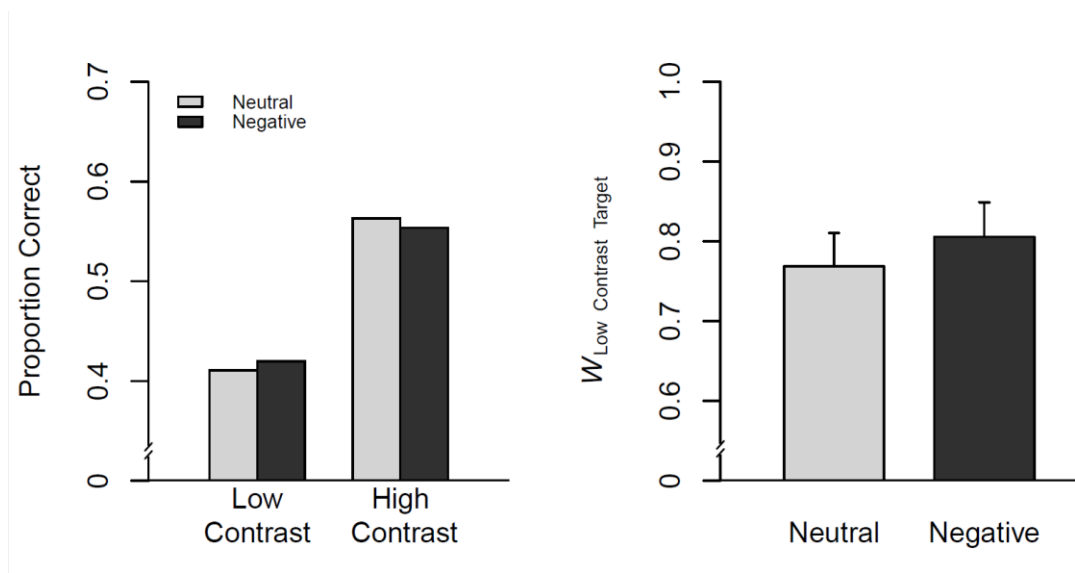 Proportion Correct
0.7
0.6
0.5
0.4
0
Neutral
Negative
Low
Contrast
High
Contrast
W Low Contrast Target
1.0
0.9
0.8
0.7
0.6
0
Neutral
Negative